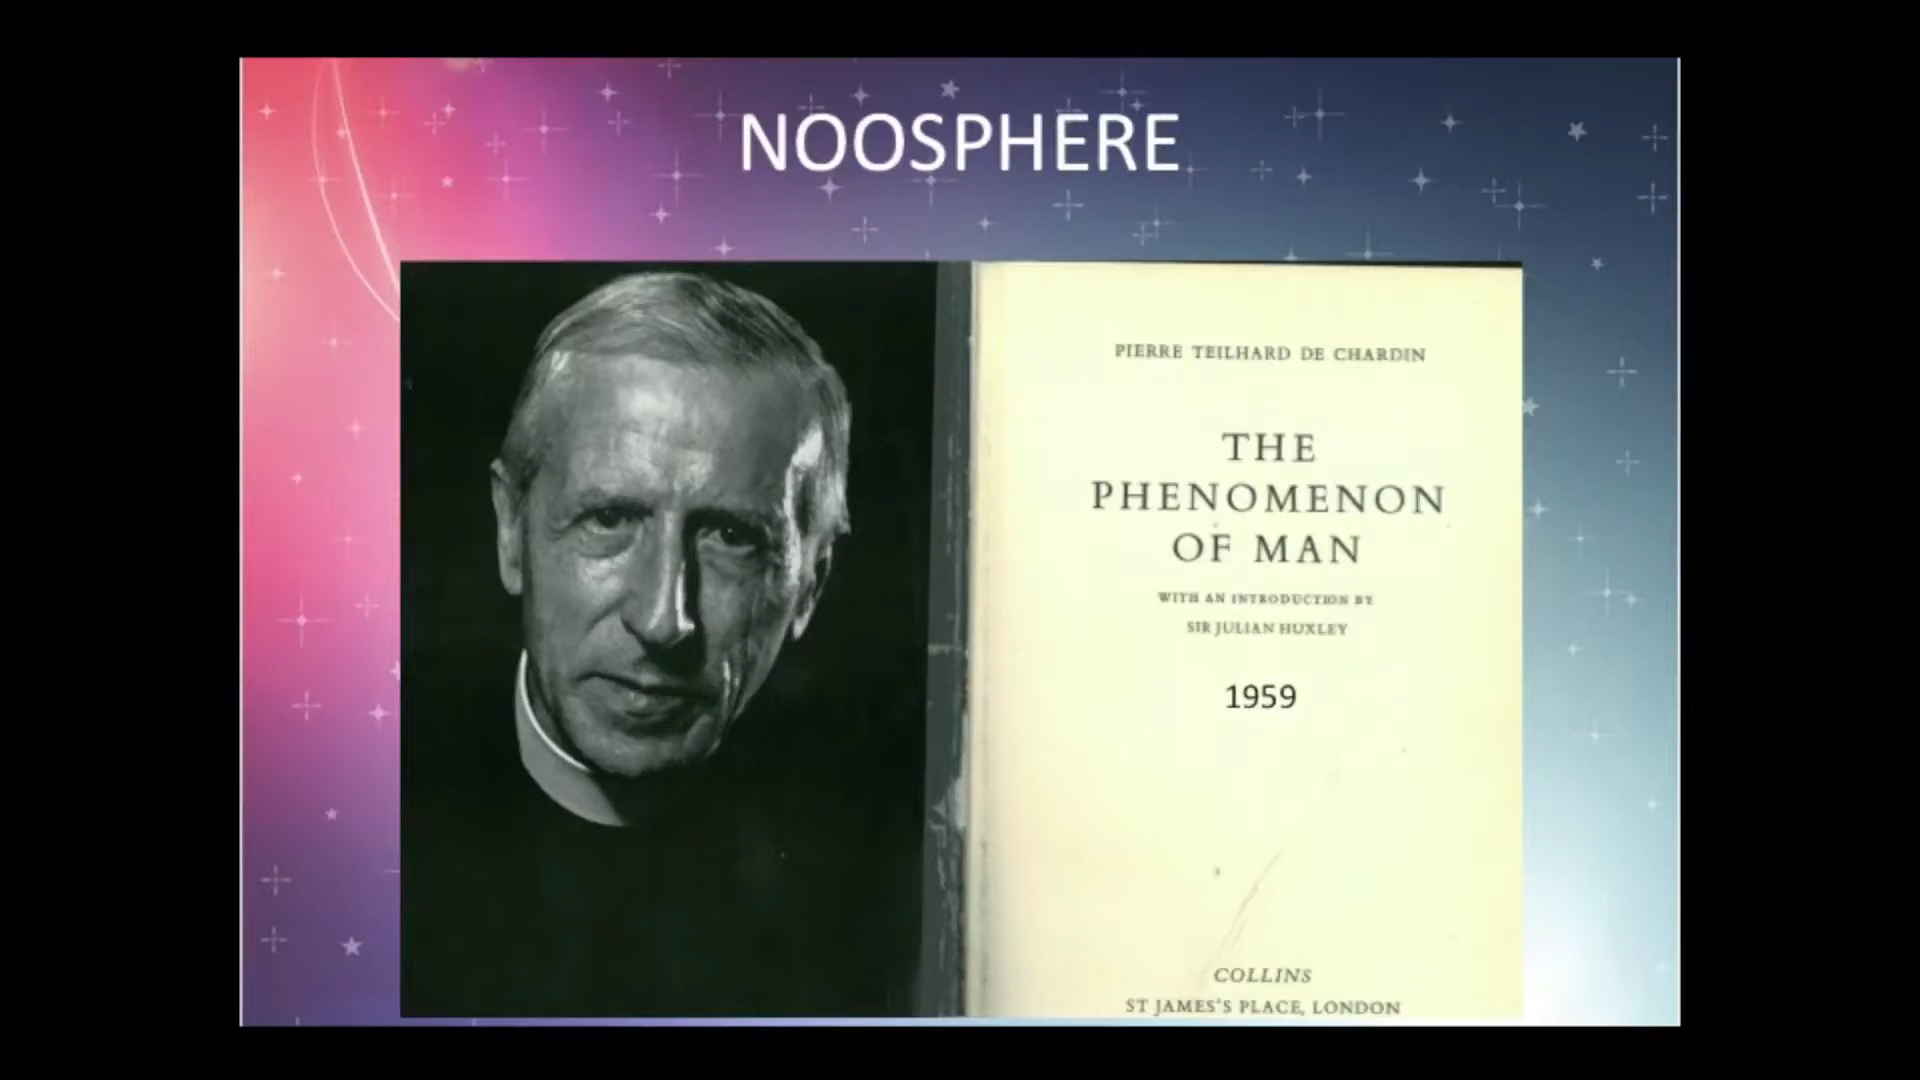 NOOSPHERE
PIERRE TEILHARD DE CHARDIN
THE
PHENOMENON
OF MAN
WITH AN INTRODUCTION BY
SIR JULIAN HUXLEY
1959
COLLINS
ST JAMES'S PLACE, LONDON